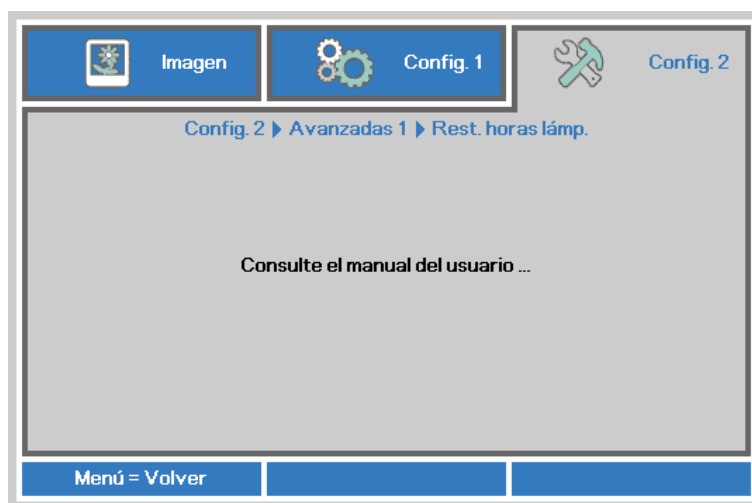 Imagen
Config. 1
Config. 2
Config. 2 ▶ Avanzadas 1 ▶ Rest. horas lámp.
Consulte el manual del usuario ...
Menú = Volver